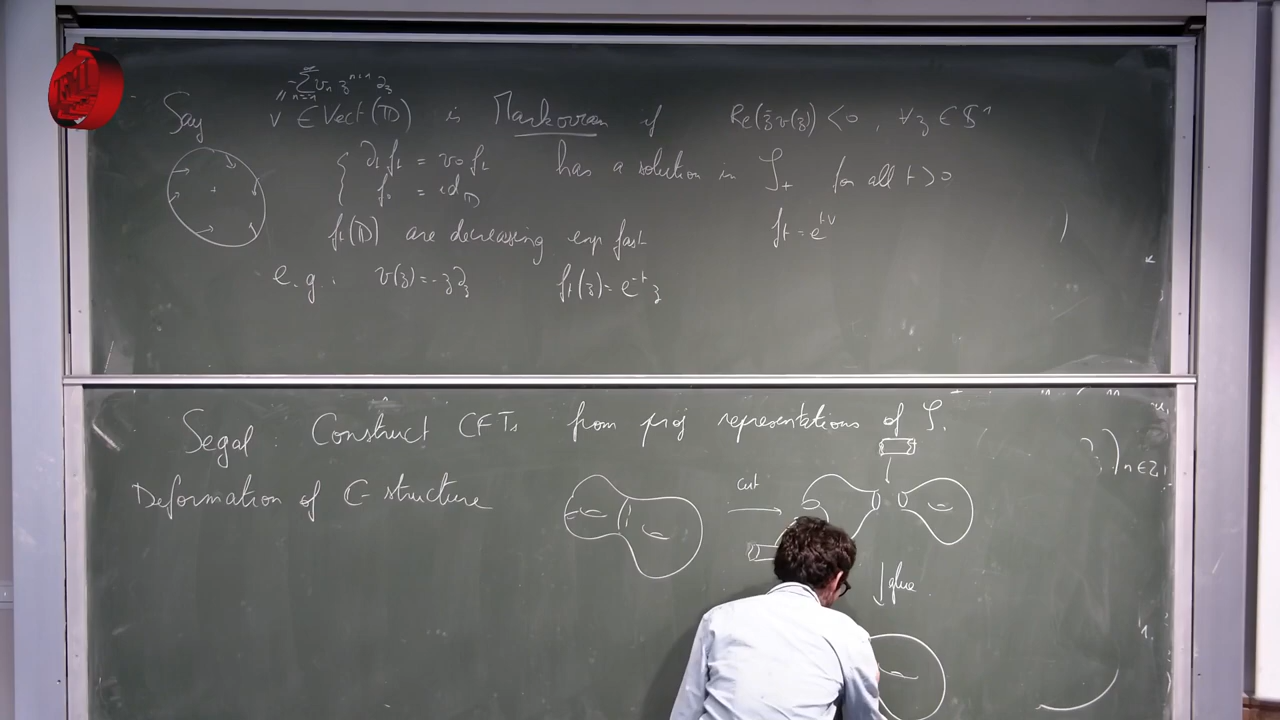 -∑_{n=-1}^{∞} v_n z^{n+1} ∂_z
Say v ∈ Vect(𝔻) is Markovian if Re(z̄v(z)) < 0, ∀z ∈ 𝕊¹
{ ∂_t f_t = v∘f_t has a solution in 𝒮_+ for all t>0
f_0 = id_𝔻
f_t(𝔻) are decreasing exp fast f_t = e^{tv}
e.g. v(z) = -z∂_z f_t(z) = e^{-t}z
Segal : Construct CFTs from proj representations of 𝒮.
Deformation of ℂ-structure
cut
)_{n∈ℤ},
glue